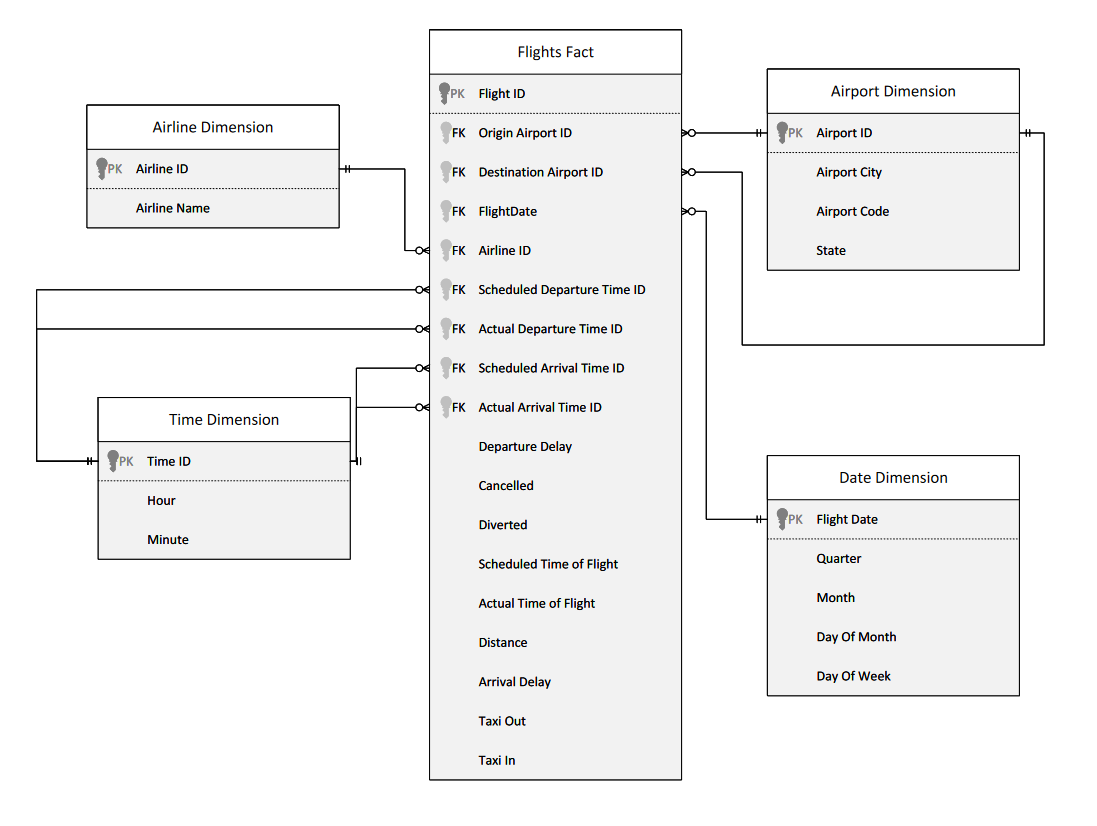 Flights Fact
PK Flight ID
FK Origin Airport ID
FK Destination Airport ID
FK FlightDate
FK Airline ID
FK Scheduled Departure Time ID
FK Actual Departure Time ID
FK Scheduled Arrival Time ID
FK Actual Arrival Time ID
Departure Delay
Cancelled
Diverted
Scheduled Time of Flight
Actual Time of Flight
Distance
Arrival Delay
Taxi Out
Taxi In
Airline Dimension
PK Airline ID
Airline Name
Time Dimension
PK Time ID
Hour
Minute
Airport Dimension
PK Airport ID
Airport City
Airport Code
State
Date Dimension
PK Flight Date
Quarter
Month
Day Of Month
Day Of Week